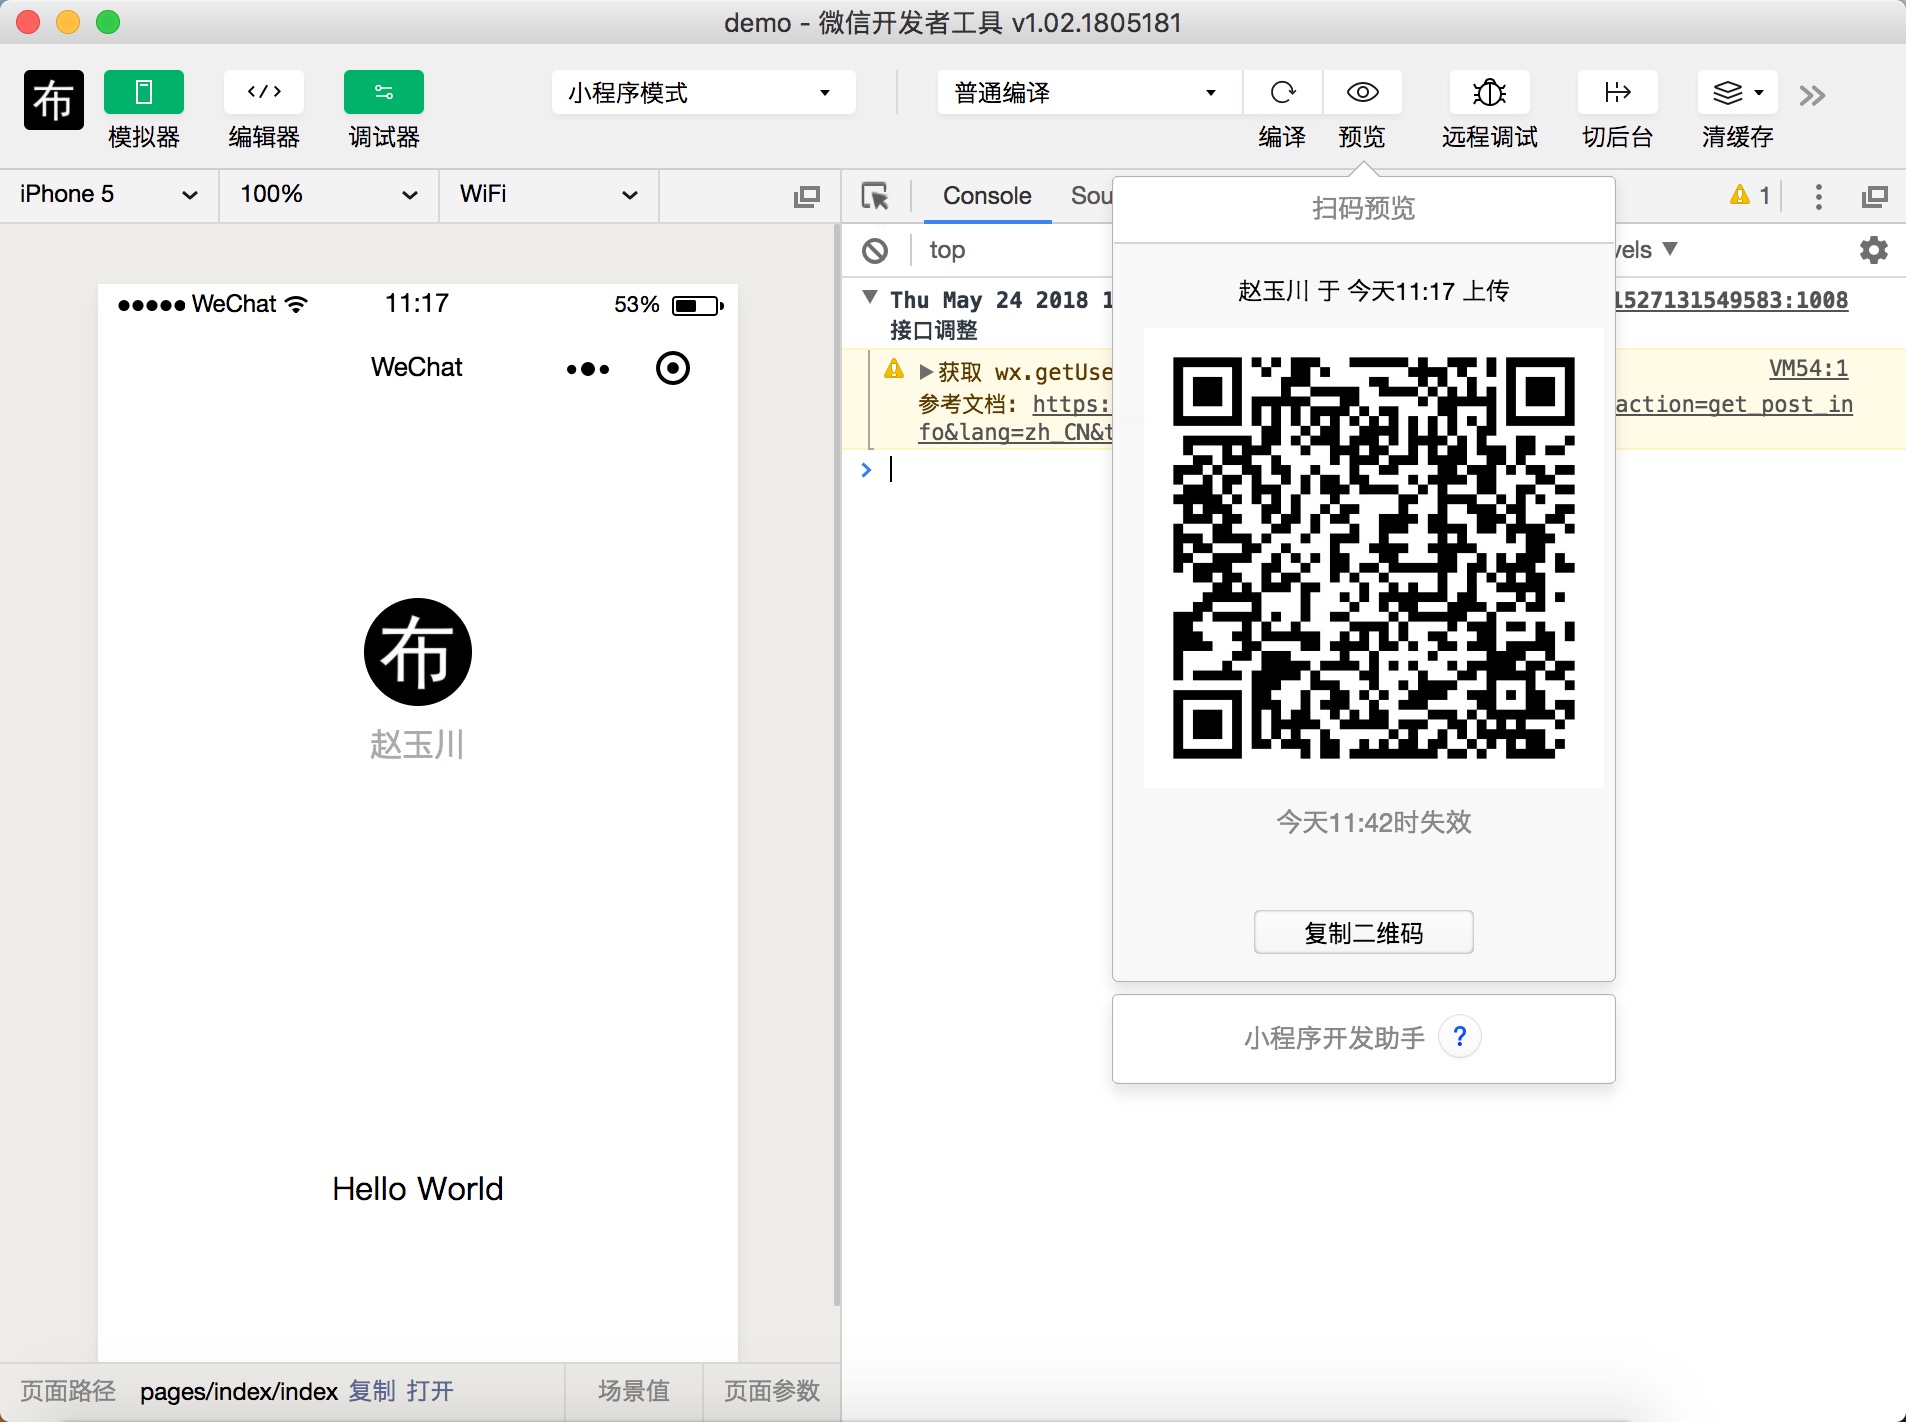 demo - 微信开发者工具 v1.02.1805181
布
模拟器
编辑器
调试器
小程序模式
普通编译
编译
预览
远程调试
切后台
清缓存
iPhone 5
100%
WiFi
Console
Sou
1
top
vels
扫码预览
赵玉川 于 今天11:17 上传
今天11:42时失效
复制二维码
小程序开发助手 ?
Thu May 24 2018 1
1527131549583:1008
接口调整
获取 wx.getUse
VM54:1
参考文档: https:
action=get_post_in
fo&lang=zh_CN&t
●●●●● WeChat
11:17
53%
WeChat
布
赵玉川
Hello World
页面路径 pages/index/index 复制 打开
场景值
页面参数